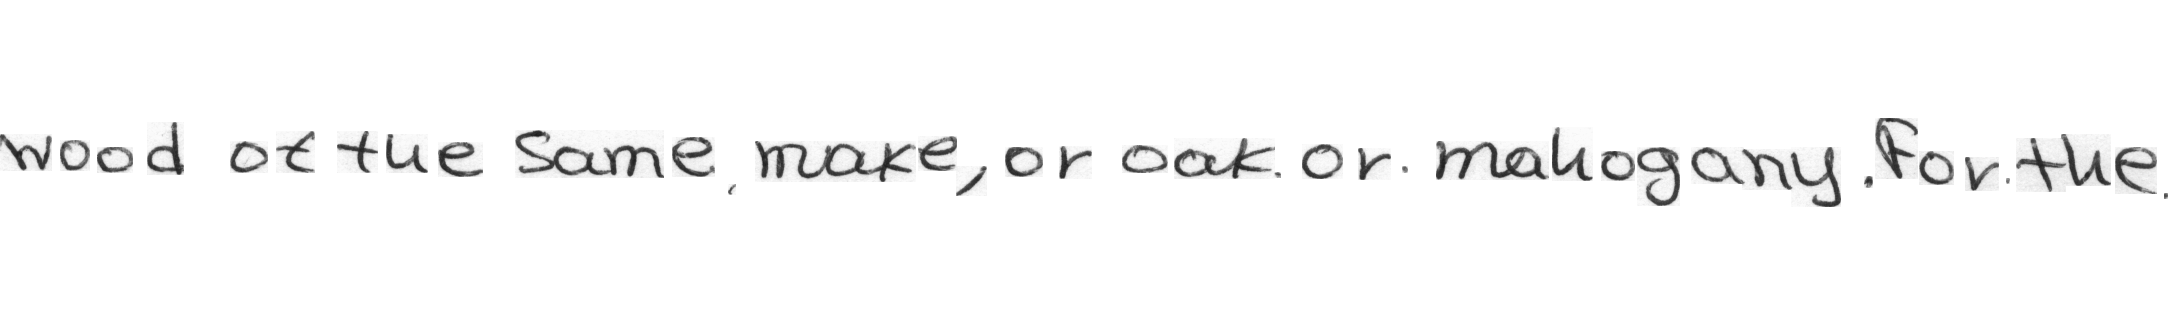 wood of the same make, or oak or mahogany. For the